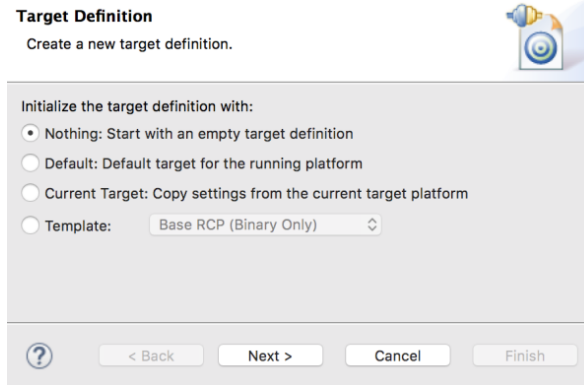 Target Definition
Create a new target definition.
Initialize the target definition with:
Nothing: Start with an empty target definition
Default: Default target for the running platform
Current Target: Copy settings from the current target platform
Template: Base RCP (Binary Only)
? < Back Next > Cancel Finish